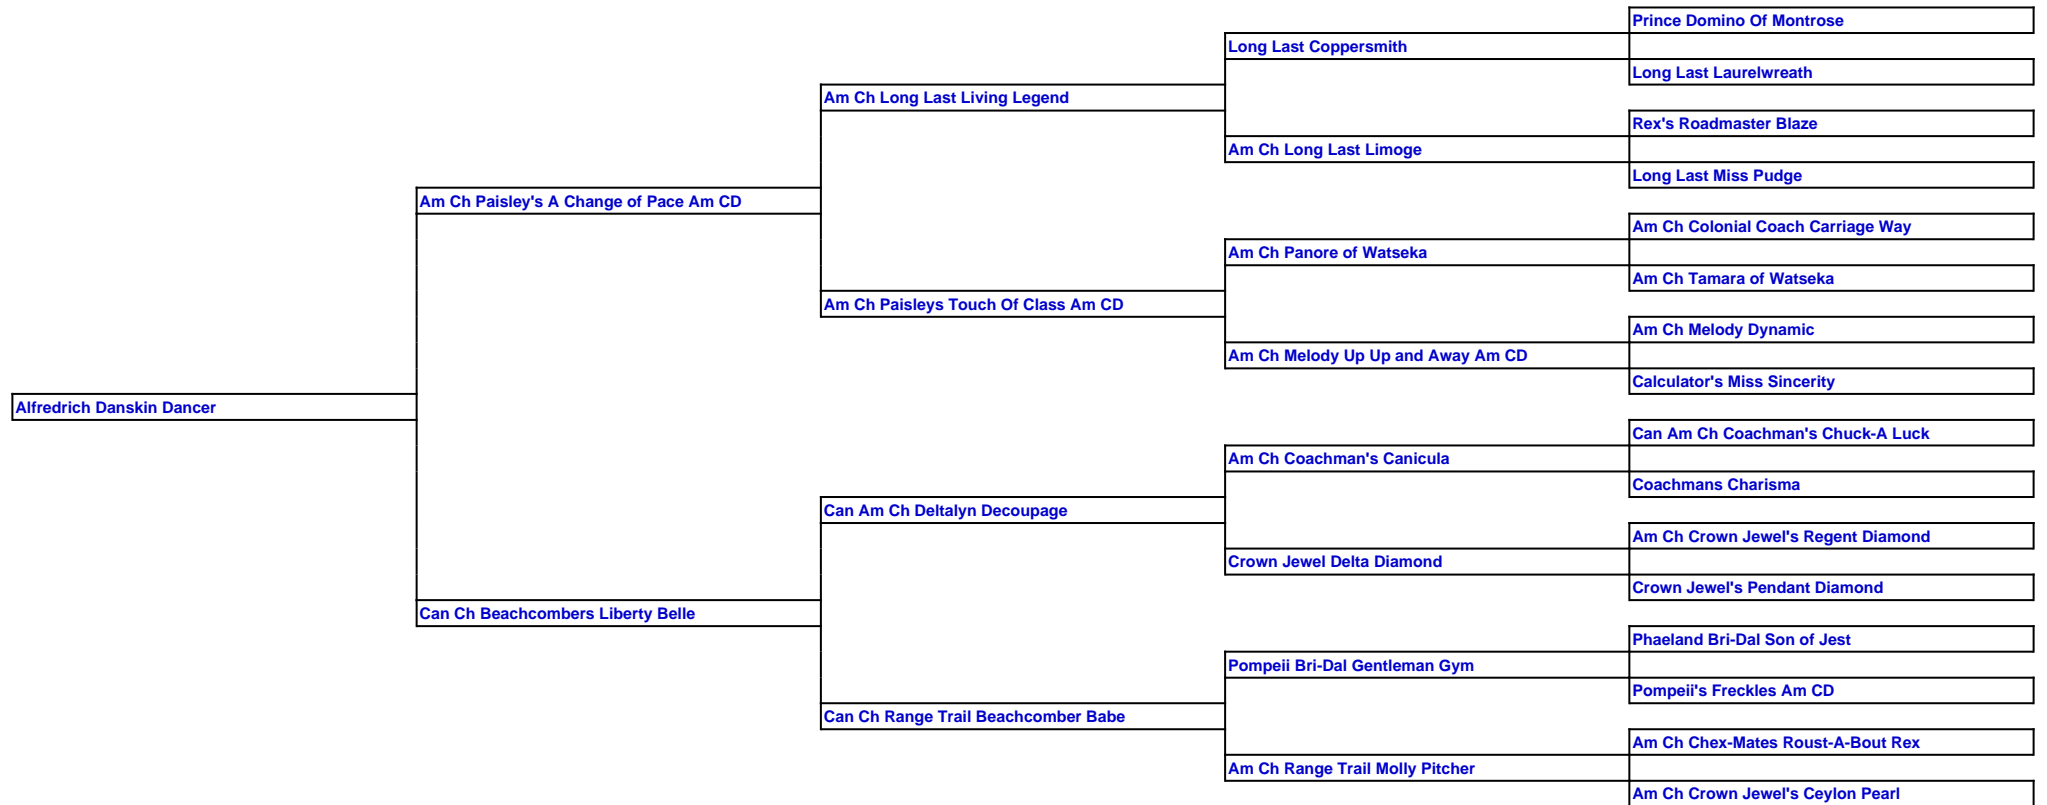 Prince Domino Of Montrose
Long Last Coppersmith
Long Last Laurelwreath
Am Ch Long Last Living Legend
Rex's Roadmaster Blaze
Am Ch Long Last Limoge
Long Last Miss Pudge
Am Ch Paisley's A Change of Pace Am CD
Am Ch Colonial Coach Carriage Way
Am Ch Panore of Watseka
Am Ch Tamara of Watseka
Am Ch Paisleys Touch Of Class Am CD
Am Ch Melody Dynamic
Am Ch Melody Up Up and Away Am CD
Calculator's Miss Sincerity
Alfredrich Danskin Dancer
Can Am Ch Coachman's Chuck-A Luck
Am Ch Coachman's Canicula
Coachmans Charisma
Can Am Ch Deltalyn Decoupage
Am Ch Crown Jewel's Regent Diamond
Crown Jewel Delta Diamond
Crown Jewel's Pendant Diamond
Can Ch Beachcombers Liberty Belle
Phaeland Bri-Dal Son of Jest
Pompeii Bri-Dal Gentleman Gym
Pompeii's Freckles Am CD
Can Ch Range Trail Beachcomber Babe
Am Ch Chex-Mates Roust-A-Bout Rex
Am Ch Range Trail Molly Pitcher
Am Ch Crown Jewel's Ceylon Pearl